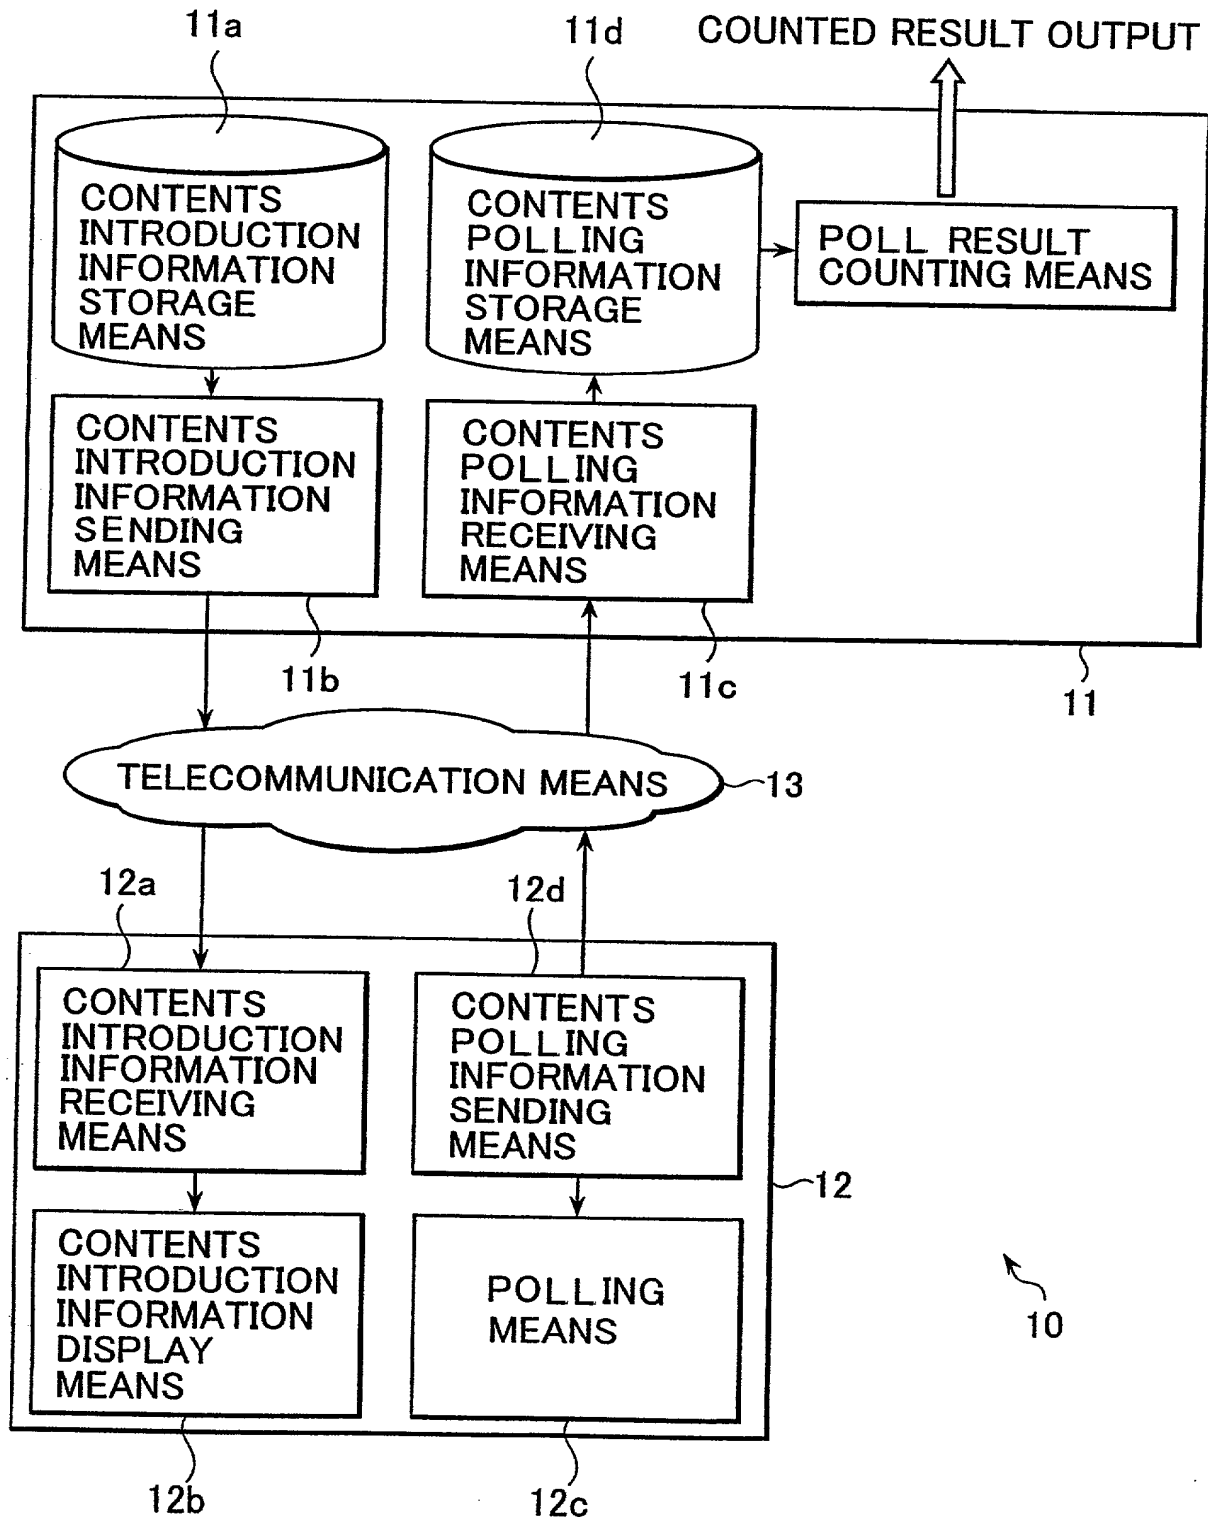 11a
11d
COUNTED RESULT OUTPUT
CONTENTS
INTRODUCTION
INFORMATION
STORAGE
MEANS
CONTENTS
POLLING
INFORMATION
STORAGE
MEANS
POLL RESULT
COUNTING MEANS
CONTENTS
INTRODUCTION
INFORMATION
SENDING
MEANS
CONTENTS
POLLING
INFORMATION
RECEIVING
MEANS
11b
11c
11
TELECOMMUNICATION MEANS
13
12a
12d
CONTENTS
INTRODUCTION
INFORMATION
RECEIVING
MEANS
CONTENTS
POLLING
INFORMATION
SENDING
MEANS
12
CONTENTS
INTRODUCTION
INFORMATION
DISPLAY
MEANS
POLLING
MEANS
10
12b
12c